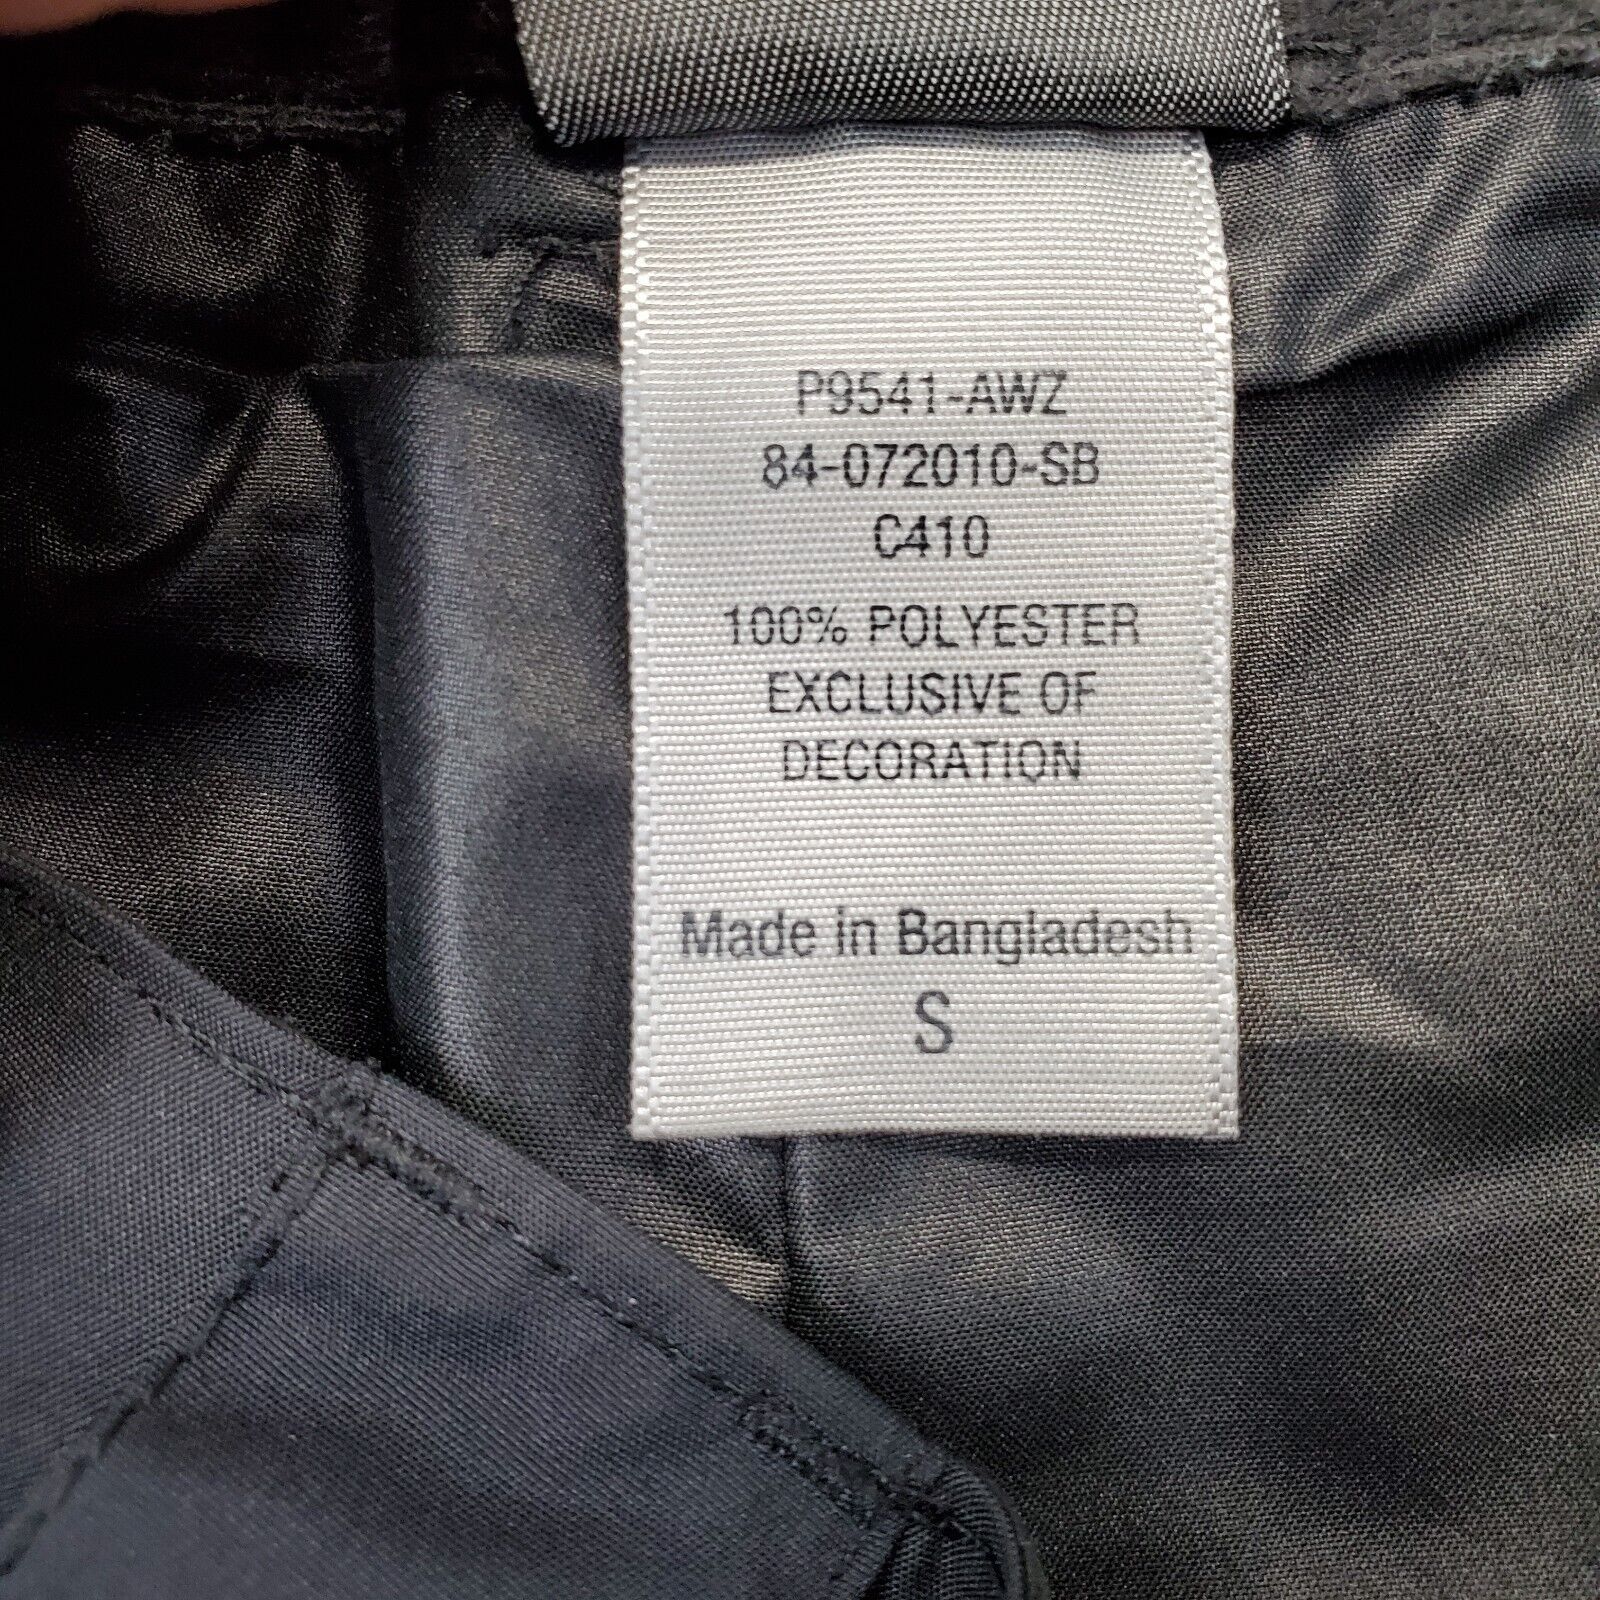 P9541-AWZ
84-072010-SB
C410
100% POLYESTER
EXCLUSIVE OF
DECORATION
Made in Bangladesh
S